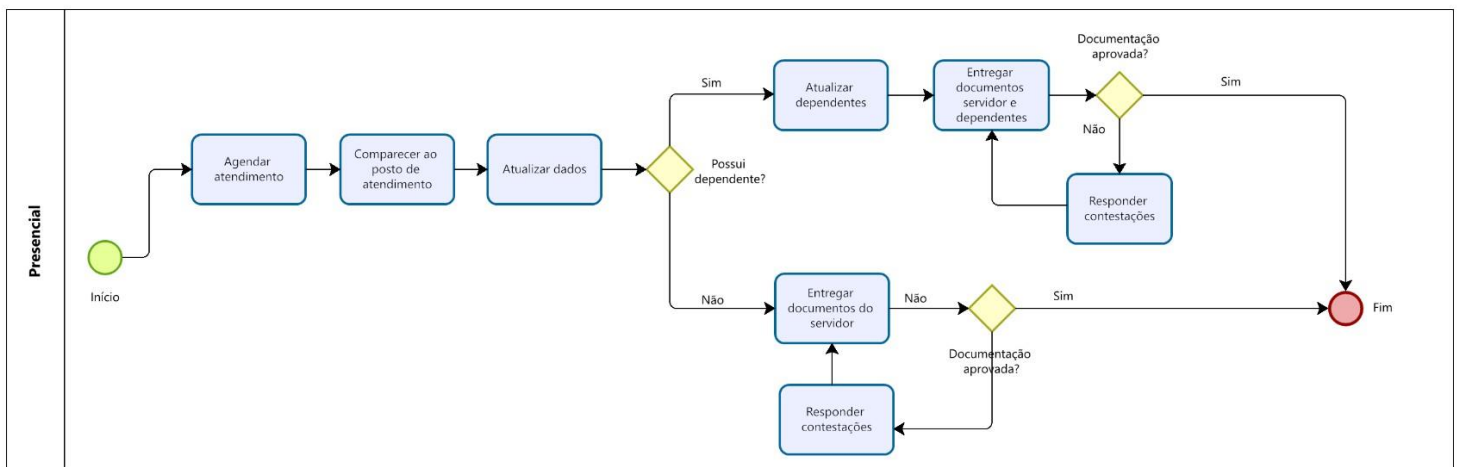 Presencial
Início
Agendar
atendimento
Comparecer ao
posto de
atendimento
Atualizar dados
Possui
dependente?
Sim
Atualizar
dependentes
Entregar
documentos
servidor e
dependentes
Documentação
aprovada?
Sim
Não
Responder
contestações
Não
Entregar
documentos do
servidor
Não
Documentação
aprovada?
Sim
Responder
contestações
Fim